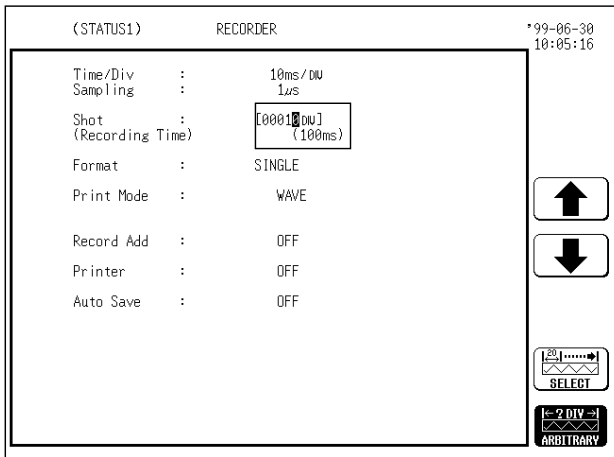 (STATUS1) RECORDER '99-06-30
10:05:16
Time/Div : 10ms/DIV
Sampling : 1µs
Shot : [00010DIV]
(Recording Time) (100ms)
Format : SINGLE
Print Mode : WAVE
Record Add : OFF
Printer : OFF
Auto Save : OFF
20
SELECT
? DIV
ARBITRARY